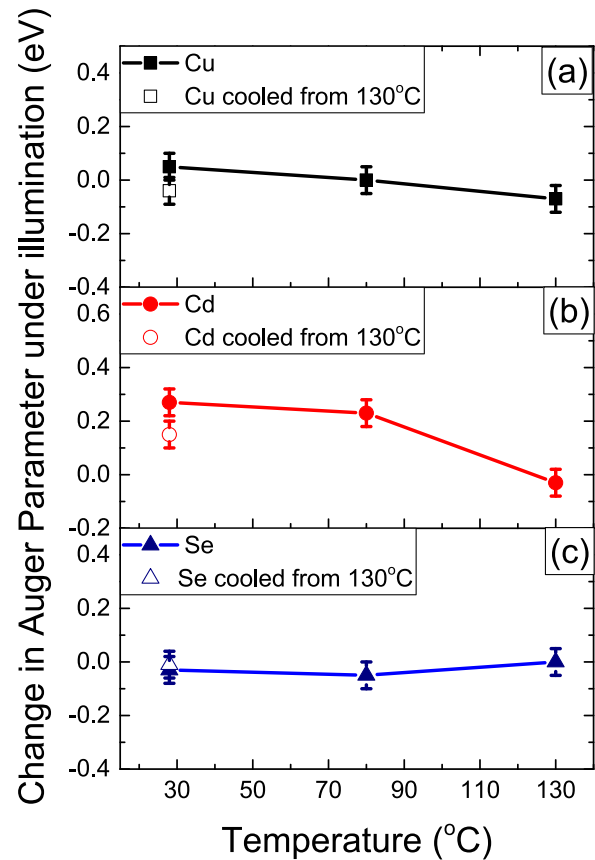 Change in Auger Parameter under illumination (eV)
0.4
0.2
0.0
-0.2
-0.4
Cu
Cu cooled from 130°C
(a)
0.6
0.4
0.2
0.0
-0.2
Cd
Cd cooled from 130°C
(b)
0.4
0.2
0.0
-0.2
-0.4
Se
Se cooled from 130°C
(c)
30 50 70 90 110 130
Temperature (°C)